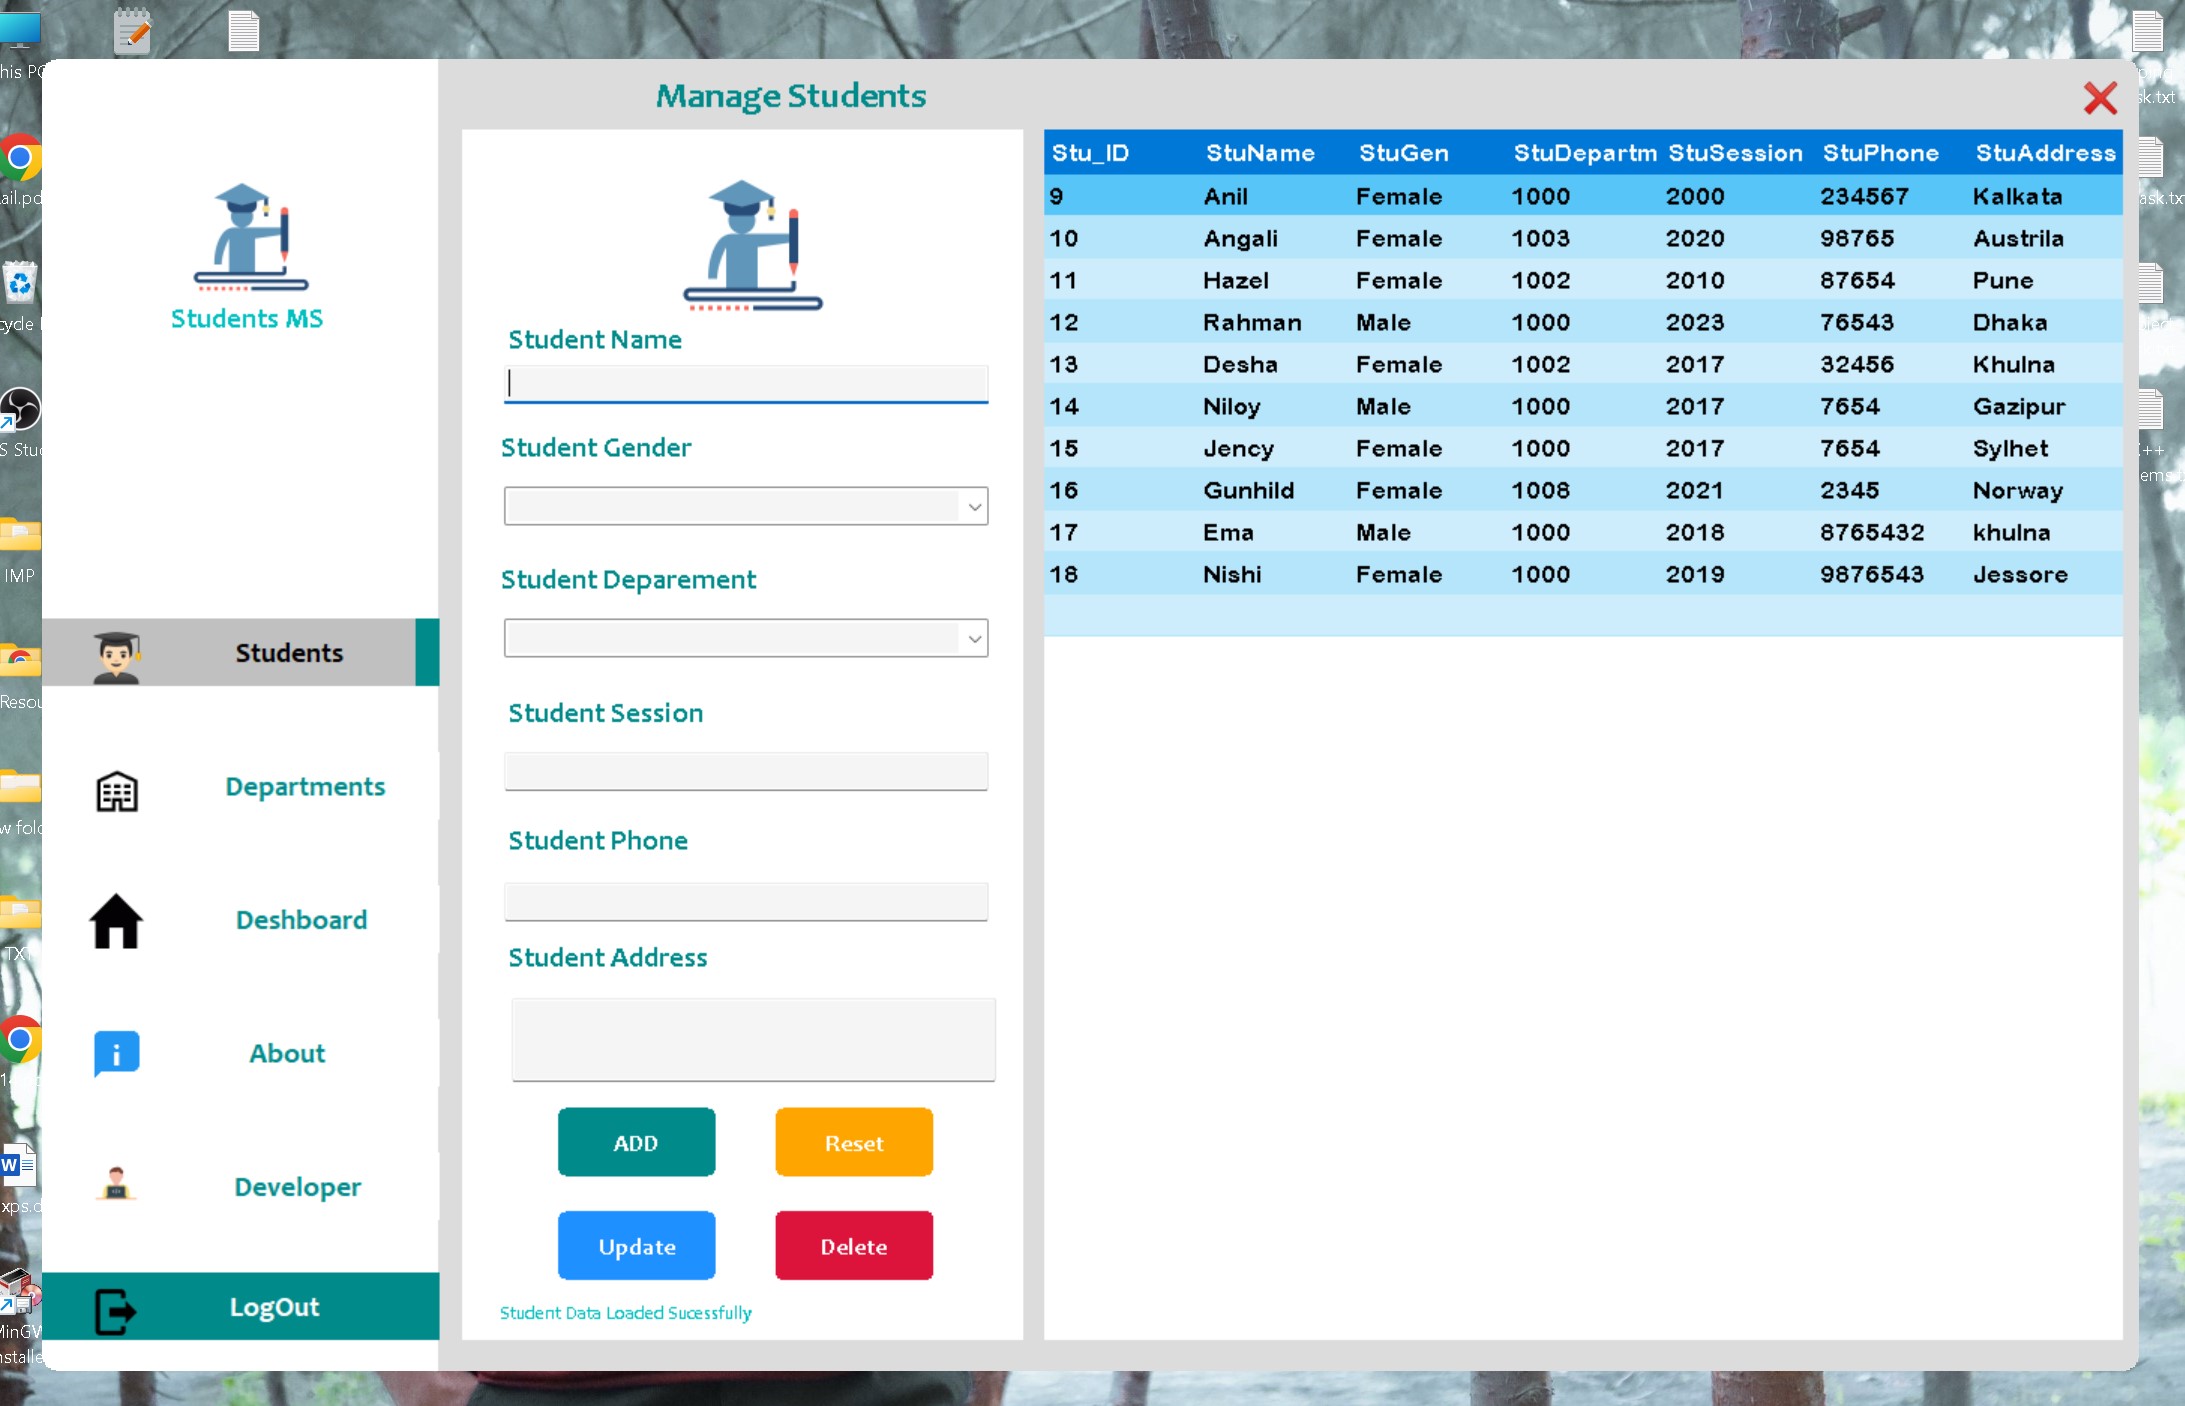 his PC
sk.txt
ail.pd
ask.tx
cycle
S Stud
C++
ems.t
IMP
Resou
w fold
TXT
xps.d
MinGW
nstalle
Manage Students
Students MS
Students
Departments
Deshboard
About
Developer
LogOut
Student Name
Student Gender
Student Deparement
Student Session
Student Phone
Student Address
ADD Reset
Update Delete
Student Data Loaded Sucessfully
Stu_ID StuName StuGen StuDepartm StuSession StuPhone StuAddress
9 Anil Female 1000 2000 234567 Kalkata
10 Angali Female 1003 2020 98765 Austrila
11 Hazel Female 1002 2010 87654 Pune
12 Rahman Male 1000 2023 76543 Dhaka
13 Desha Female 1002 2017 32456 Khulna
14 Niloy Male 1000 2017 7654 Gazipur
15 Jency Female 1000 2017 7654 Sylhet
16 Gunhild Female 1008 2021 2345 Norway
17 Ema Male 1000 2018 8765432 khulna
18 Nishi Female 1000 2019 9876543 Jessore